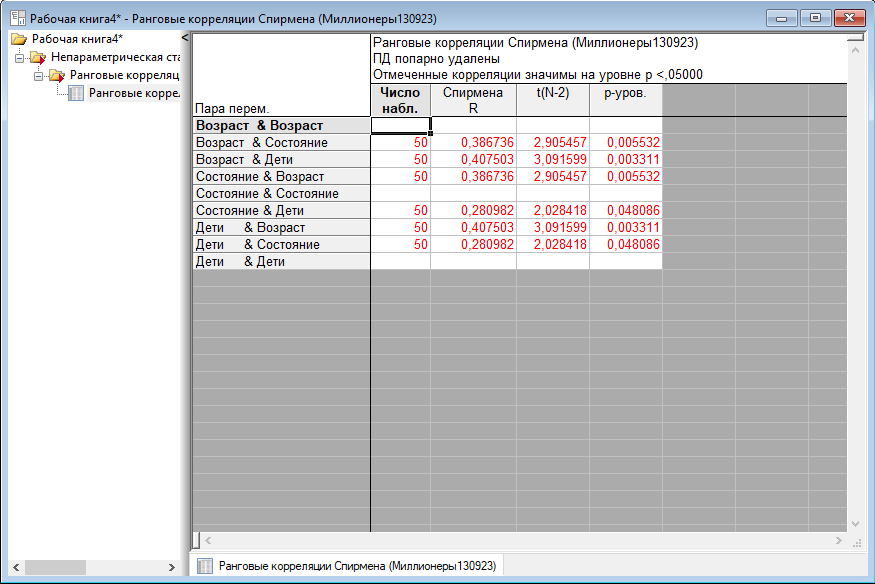 Рабочая книга4* - Ранговые корреляции Спирмена (Миллионеры130923)
Рабочая книга4*
Непараметрическая ста
Ранговые корреляц
Ранговые коррел
Ранговые корреляции Спирмена (Миллионеры130923)
ПД попарно удалены
Отмеченные корреляции значимы на уровне p <,05000
Пара перем. Число набл. Спирмена R t(N-2) p-уров.
Возраст & Возраст
Возраст & Состояние 50 0,386736 2,905457 0,005532
Возраст & Дети 50 0,407503 3,091599 0,003311
Состояние & Возраст 50 0,386736 2,905457 0,005532
Состояние & Состояние
Состояние & Дети 50 0,280982 2,028418 0,048086
Дети & Возраст 50 0,407503 3,091599 0,003311
Дети & Состояние 50 0,280982 2,028418 0,048086
Дети & Дети
Ранговые корреляции Спирмена (Миллионеры130923)